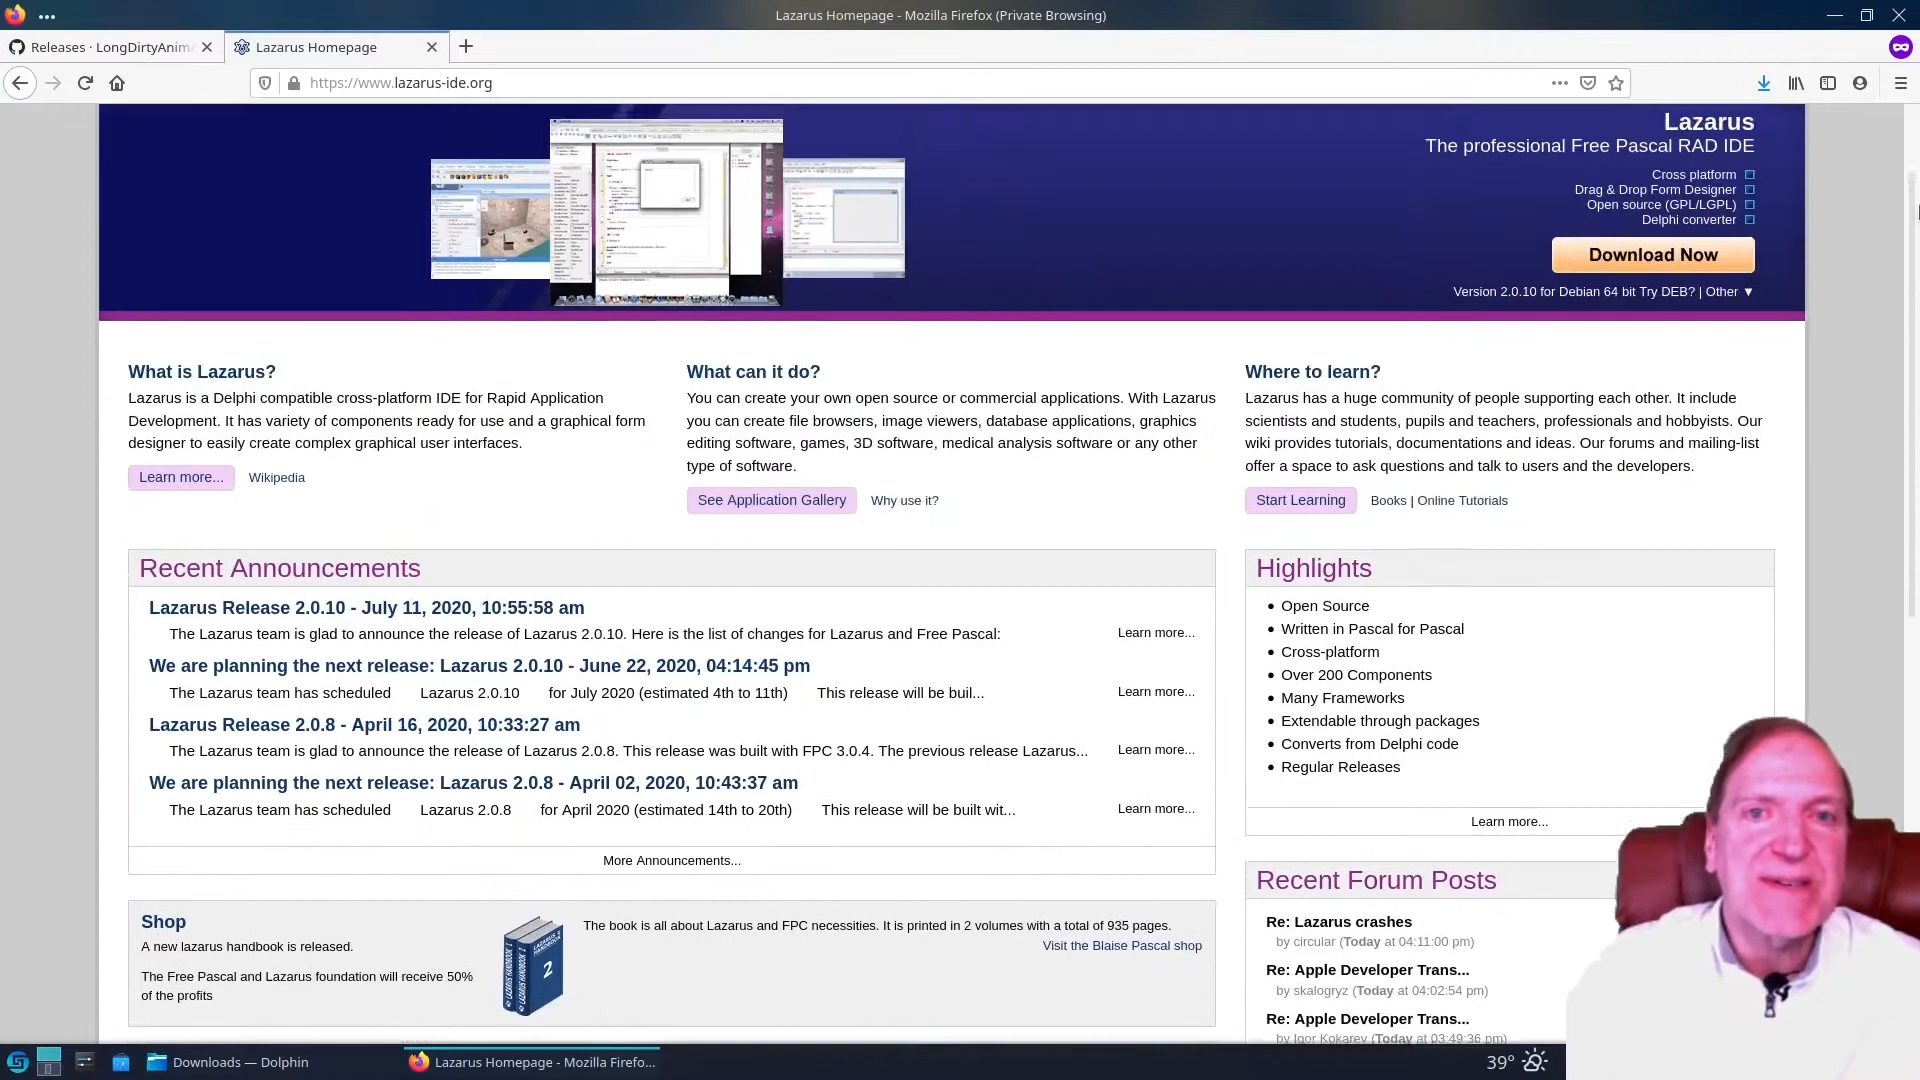 Lazarus Homepage - Mozilla Firefox (Private Browsing)
Releases · LongDirtyAnim
Lazarus Homepage
https://www.lazarus-ide.org
Lazarus
The professional Free Pascal RAD IDE
Cross platform
Drag & Drop Form Designer
Open source (GPL/LGPL)
Delphi converter
Download Now
Version 2.0.10 for Debian 64 bit Try DEB? | Other ▼
What is Lazarus?
Lazarus is a Delphi compatible cross-platform IDE for Rapid Application
Development. It has variety of components ready for use and a graphical form
designer to easily create complex graphical user interfaces.
Learn more... Wikipedia
What can it do?
You can create your own open source or commercial applications. With Lazarus
you can create file browsers, image viewers, database applications, graphics
editing software, games, 3D software, medical analysis software or any other
type of software.
See Application Gallery Why use it?
Where to learn?
Lazarus has a huge community of people supporting each other. It include
scientists and students, pupils and teachers, professionals and hobbyists. Our
wiki provides tutorials, documentations and ideas. Our forums and mailing-list
offer a space to ask questions and talk to users and the developers.
Start Learning Books | Online Tutorials
Recent Announcements
Lazarus Release 2.0.10 - July 11, 2020, 10:55:58 am
The Lazarus team is glad to announce the release of Lazarus 2.0.10. Here is the list of changes for Lazarus and Free Pascal: Learn more...
We are planning the next release: Lazarus 2.0.10 - June 22, 2020, 04:14:45 pm
The Lazarus team has scheduled Lazarus 2.0.10 for July 2020 (estimated 4th to 11th) This release will be buil... Learn more...
Lazarus Release 2.0.8 - April 16, 2020, 10:33:27 am
The Lazarus team is glad to announce the release of Lazarus 2.0.8. This release was built with FPC 3.0.4. The previous release Lazarus... Learn more...
We are planning the next release: Lazarus 2.0.8 - April 02, 2020, 10:43:37 am
The Lazarus team has scheduled Lazarus 2.0.8 for April 2020 (estimated 14th to 20th) This release will be built wit... Learn more...
More Announcements...
Highlights
• Open Source
• Written in Pascal for Pascal
• Cross-platform
• Over 200 Components
• Many Frameworks
• Extendable through packages
• Converts from Delphi code
• Regular Releases
Learn more...
Shop
A new lazarus handbook is released.
The Free Pascal and Lazarus foundation will receive 50%
of the profits
LAZARUS HANDBOOK 1
LAZARUS HANDBOOK
2
The book is all about Lazarus and FPC necessities. It is printed in 2 volumes with a total of 935 pages.
Visit the Blaise Pascal shop
Recent Forum Posts
Re: Lazarus crashes
by circular (Today at 04:11:00 pm)
Re: Apple Developer Trans...
by skalogryz (Today at 04:02:54 pm)
Re: Apple Developer Trans...
by Igor Kokarev (Today at 03:49:36 pm)
Downloads — Dolphin
Lazarus Homepage - Mozilla Firefo...
39°